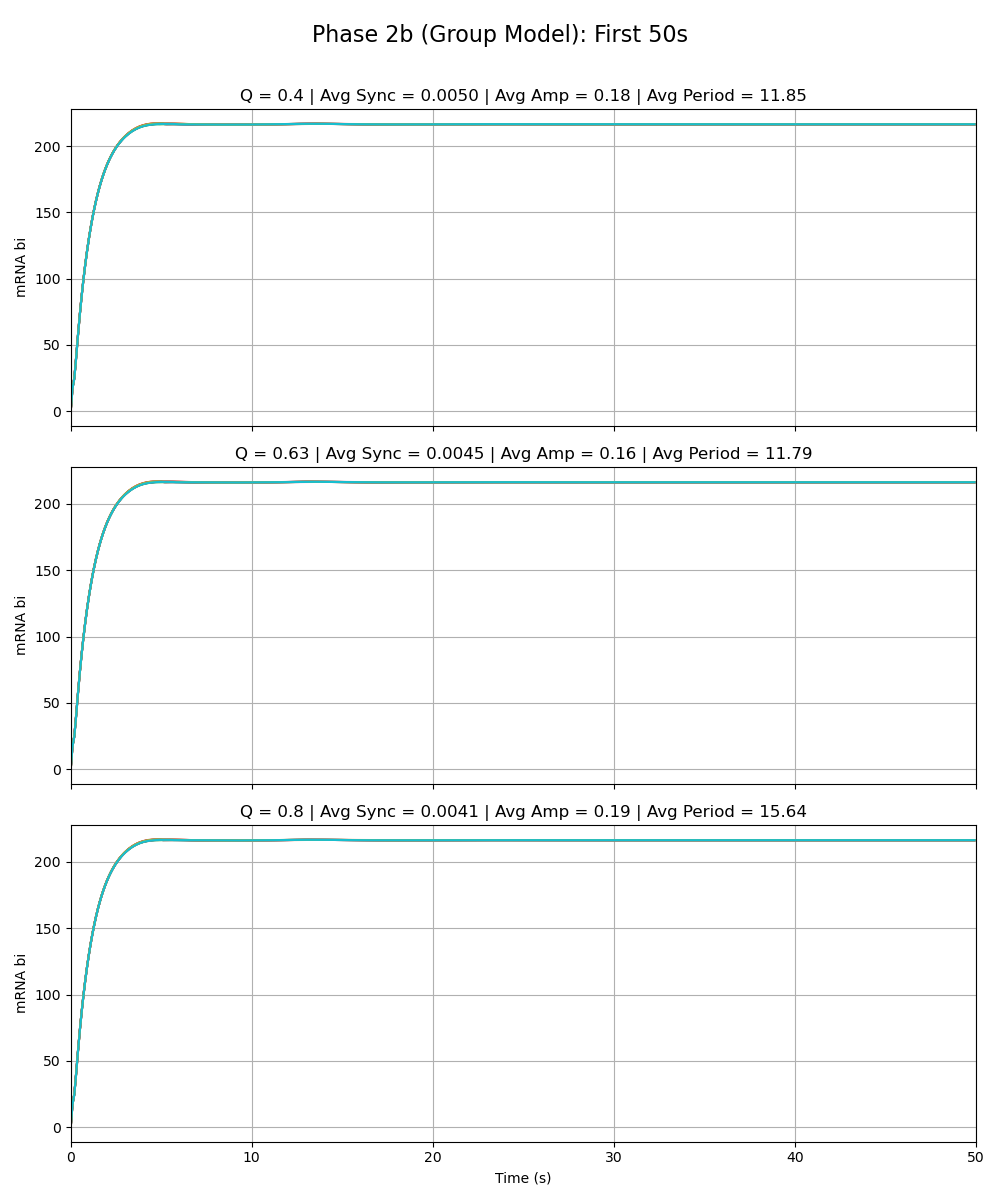 Phase 2b (Group Model): First 50s
Q = 0.4 | Avg Sync = 0.0050 | Avg Amp = 0.18 | Avg Period = 11.85
200
150
100
50
0
mRNA bi
Q = 0.63 | Avg Sync = 0.0045 | Avg Amp = 0.16 | Avg Period = 11.79
200
150
100
50
0
mRNA bi
Q = 0.8 | Avg Sync = 0.0041 | Avg Amp = 0.19 | Avg Period = 15.64
200
150
100
50
0
mRNA bi
0 10 20 30 40 50
Time (s)